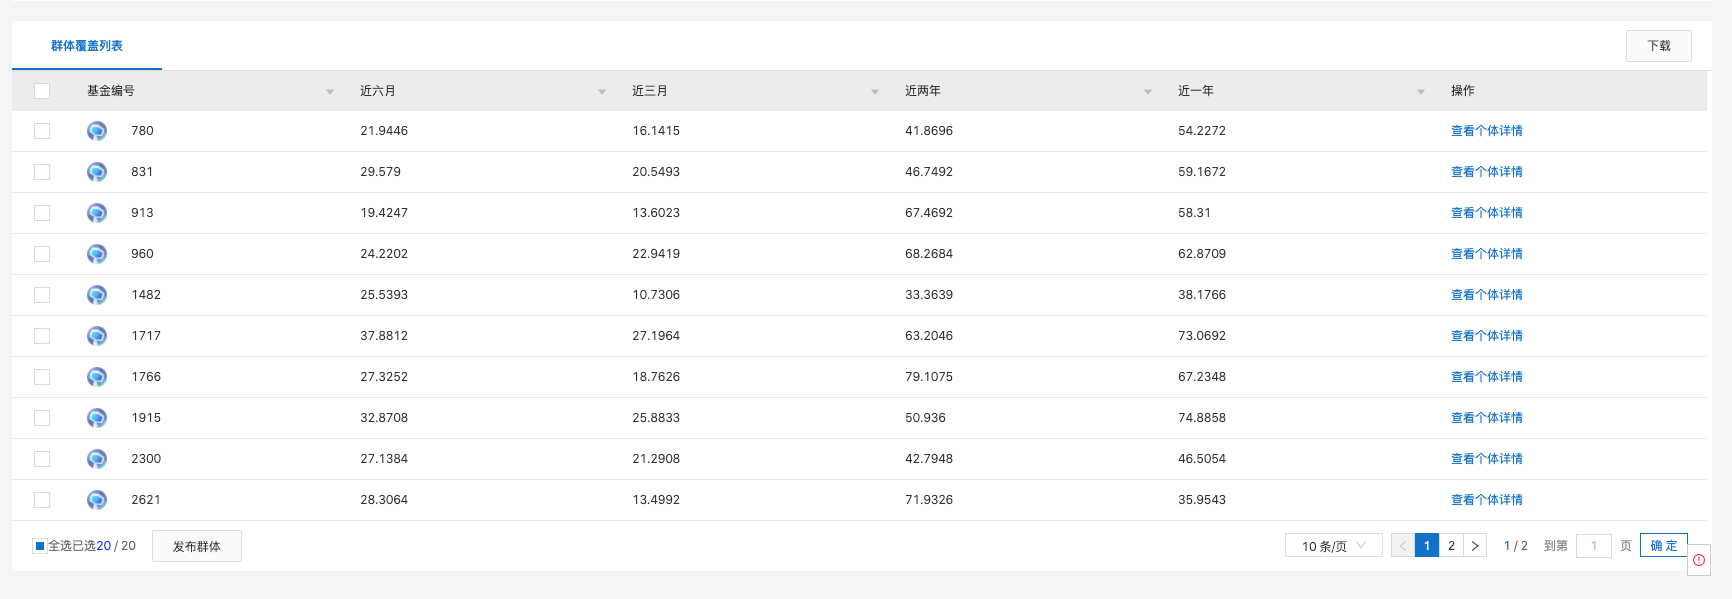 群体覆盖列表 下载
基金编号 近六月 近三月 近两年 近一年 操作
780 21.9446 16.1415 41.8696 54.2272 查看个体详情
831 29.579 20.5493 46.7492 59.1672 查看个体详情
913 19.4247 13.6023 67.4692 58.31 查看个体详情
960 24.2202 22.9419 68.2684 62.8709 查看个体详情
1482 25.5393 10.7306 33.3639 38.1766 查看个体详情
1717 37.8812 27.1964 63.2046 73.0692 查看个体详情
1766 27.3252 18.7626 79.1075 67.2348 查看个体详情
1915 32.8708 25.8833 50.936 74.8858 查看个体详情
2300 27.1384 21.2908 42.7948 46.5054 查看个体详情
2621 28.3064 13.4992 71.9326 35.9543 查看个体详情
全选已选20 / 20 发布群体 10 条/页 < 1 2 > 1 / 2 到第 1 页 确 定